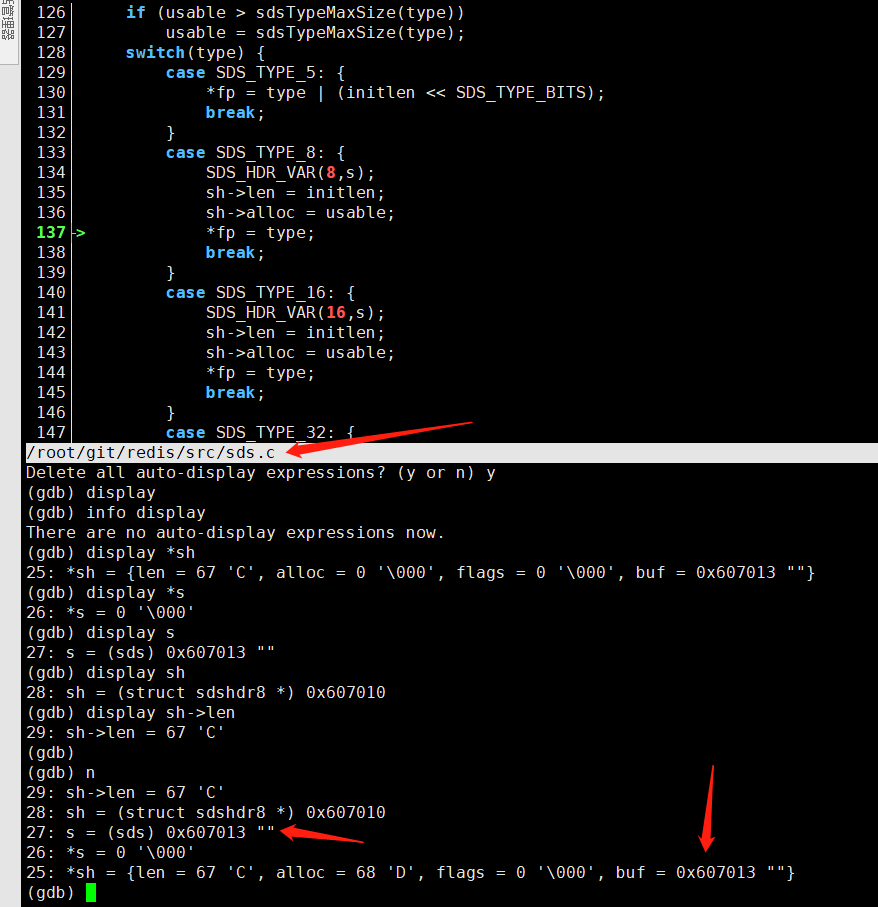 管理器
126 if (usable > sdsTypeMaxSize(type))
127 usable = sdsTypeMaxSize(type);
128 switch(type) {
129 case SDS_TYPE_5: {
130 *fp = type | (initlen << SDS_TYPE_BITS);
131 break;
132 }
133 case SDS_TYPE_8: {
134 SDS_HDR_VAR(8,s);
135 sh->len = initlen;
136 sh->alloc = usable;
137-> *fp = type;
138 break;
139 }
140 case SDS_TYPE_16: {
141 SDS_HDR_VAR(16,s);
142 sh->len = initlen;
143 sh->alloc = usable;
144 *fp = type;
145 break;
146 }
147 case SDS_TYPE_32: {
/root/git/redis/src/sds.c
Delete all auto-display expressions? (y or n) y
(gdb) display
(gdb) info display
There are no auto-display expressions now.
(gdb) display *sh
25: *sh = {len = 67 'C', alloc = 0 '\000', flags = 0 '\000', buf = 0x607013 ""}
(gdb) display *s
26: *s = 0 '\000'
(gdb) display s
27: s = (sds) 0x607013 ""
(gdb) display sh
28: sh = (struct sdshdr8 *) 0x607010
(gdb) display sh->len
29: sh->len = 67 'C'
(gdb)
(gdb) n
29: sh->len = 67 'C'
28: sh = (struct sdshdr8 *) 0x607010
27: s = (sds) 0x607013 ""
26: *s = 0 '\000'
25: *sh = {len = 67 'C', alloc = 68 'D', flags = 0 '\000', buf = 0x607013 ""}
(gdb)